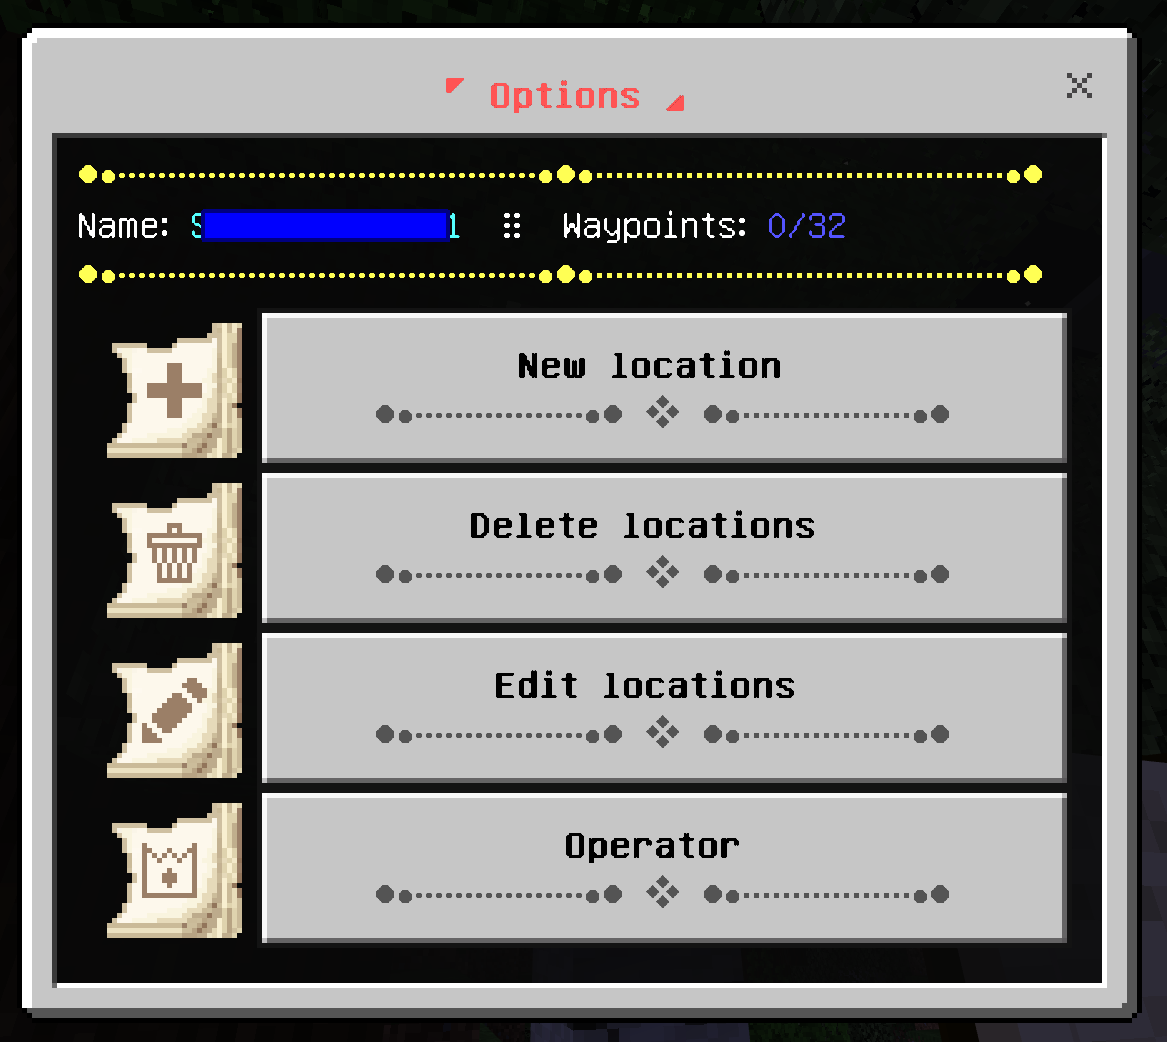 Options
Name: Waypoints: 0/32
New location
Delete locations
Edit locations
Operator